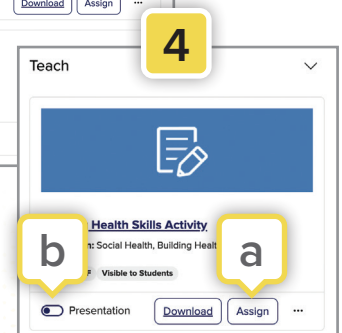 Download Assign ...
4
Teach
Health Skills Activity
b
: Social Health, Building Healt
a
Visible to Students
Presentation Download Assign ...